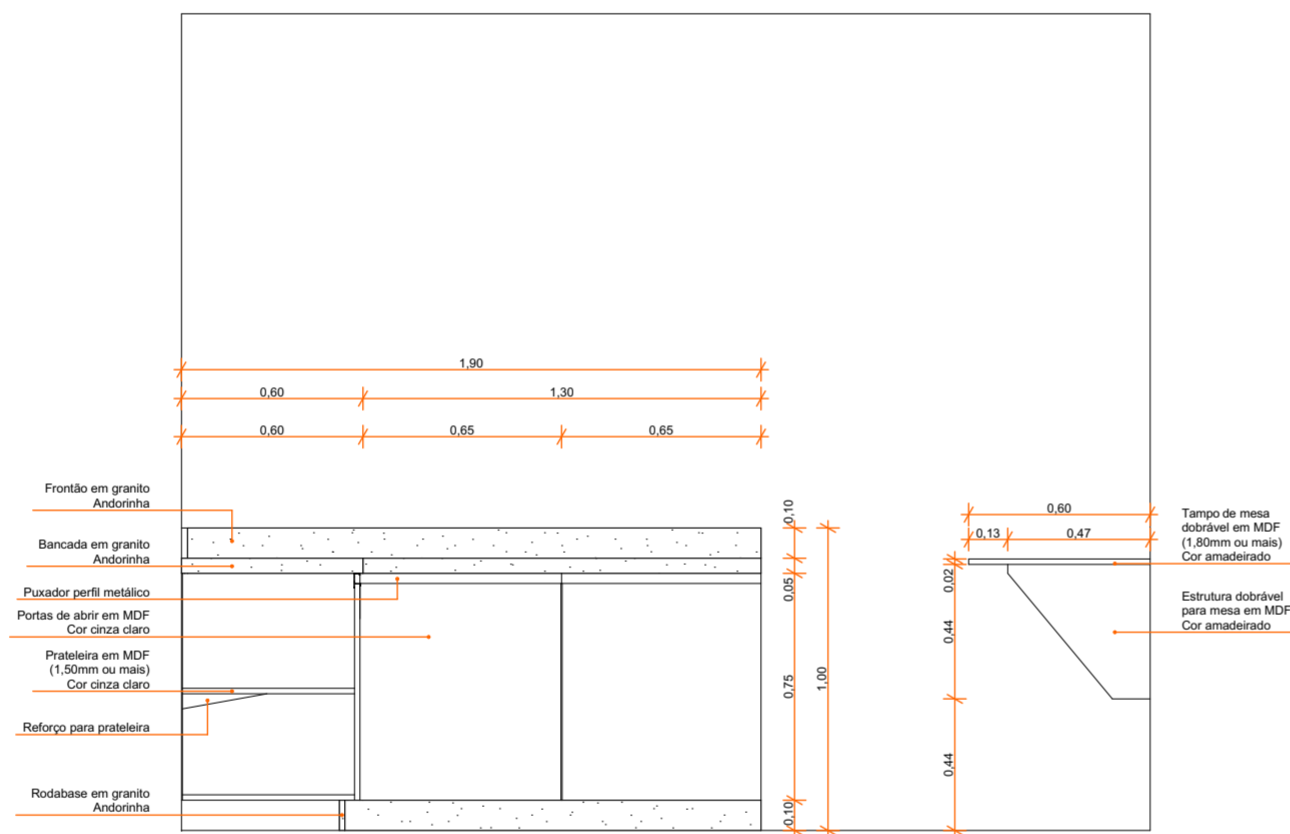 1,90
0,60
1,30
0,60
0,65
0,65
Frontão em granito
Andorinha
Bancada em granito
Andorinha
Puxador perfil metálico
Portas de abrir em MDF
Cor cinza claro
Prateleira em MDF
(1,50mm ou mais)
Cor cinza claro
Reforço para prateleira
Rodabase em granito
Andorinha
0,10
0,05
0,75
0,10
1,00
0,60
0,13
0,47
0,02
0,44
0,44
Tampo de mesa
dobrável em MDF
(1,80mm ou mais)
Cor amadeirado
Estrutura dobrável
para mesa em MDF
Cor amadeirado